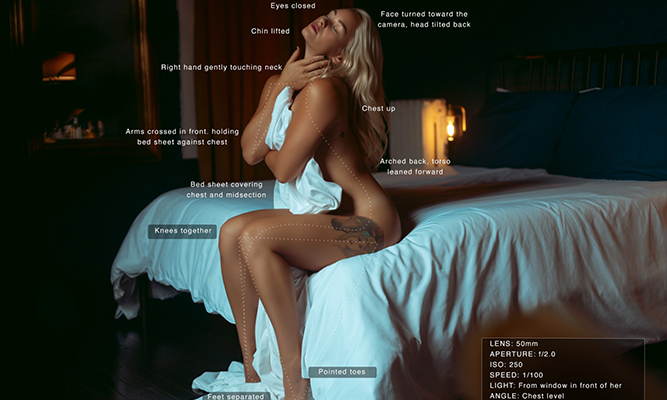 Eyes closed
Face turned toward the
camera, head tilted back
Chin lifted
Right hand gently touching neck
Chest up
Arms crossed in front. holding
bed sheet against chest
Arched back, torso
leaned forward
Bed sheet covering
chest and midsection
Knees together
Pointed toes
Feet separated
LENS: 50mm
APERTURE: f/2.0
ISO: 250
SPEED: 1/100
LIGHT: From window in front of her
ANGLE: Chest level